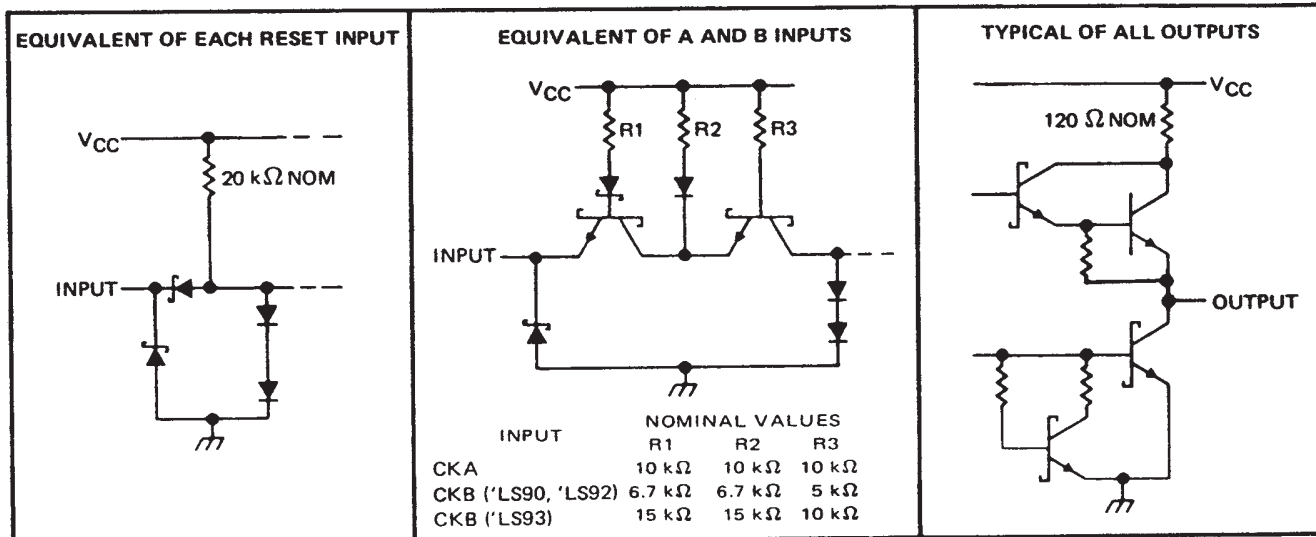 EQUIVALENT OF EACH RESET INPUT
VCC
20 kΩ NOM
INPUT
EQUIVALENT OF A AND B INPUTS
VCC
R1 R2 R3
INPUT
NOMINAL VALUES
INPUT R1 R2 R3
CKA 10 kΩ 10 kΩ 10 kΩ
CKB ('LS90, 'LS92) 6.7 kΩ 6.7 kΩ 5 kΩ
CKB ('LS93) 15 kΩ 15 kΩ 10 kΩ
TYPICAL OF ALL OUTPUTS
VCC
120 Ω NOM
OUTPUT